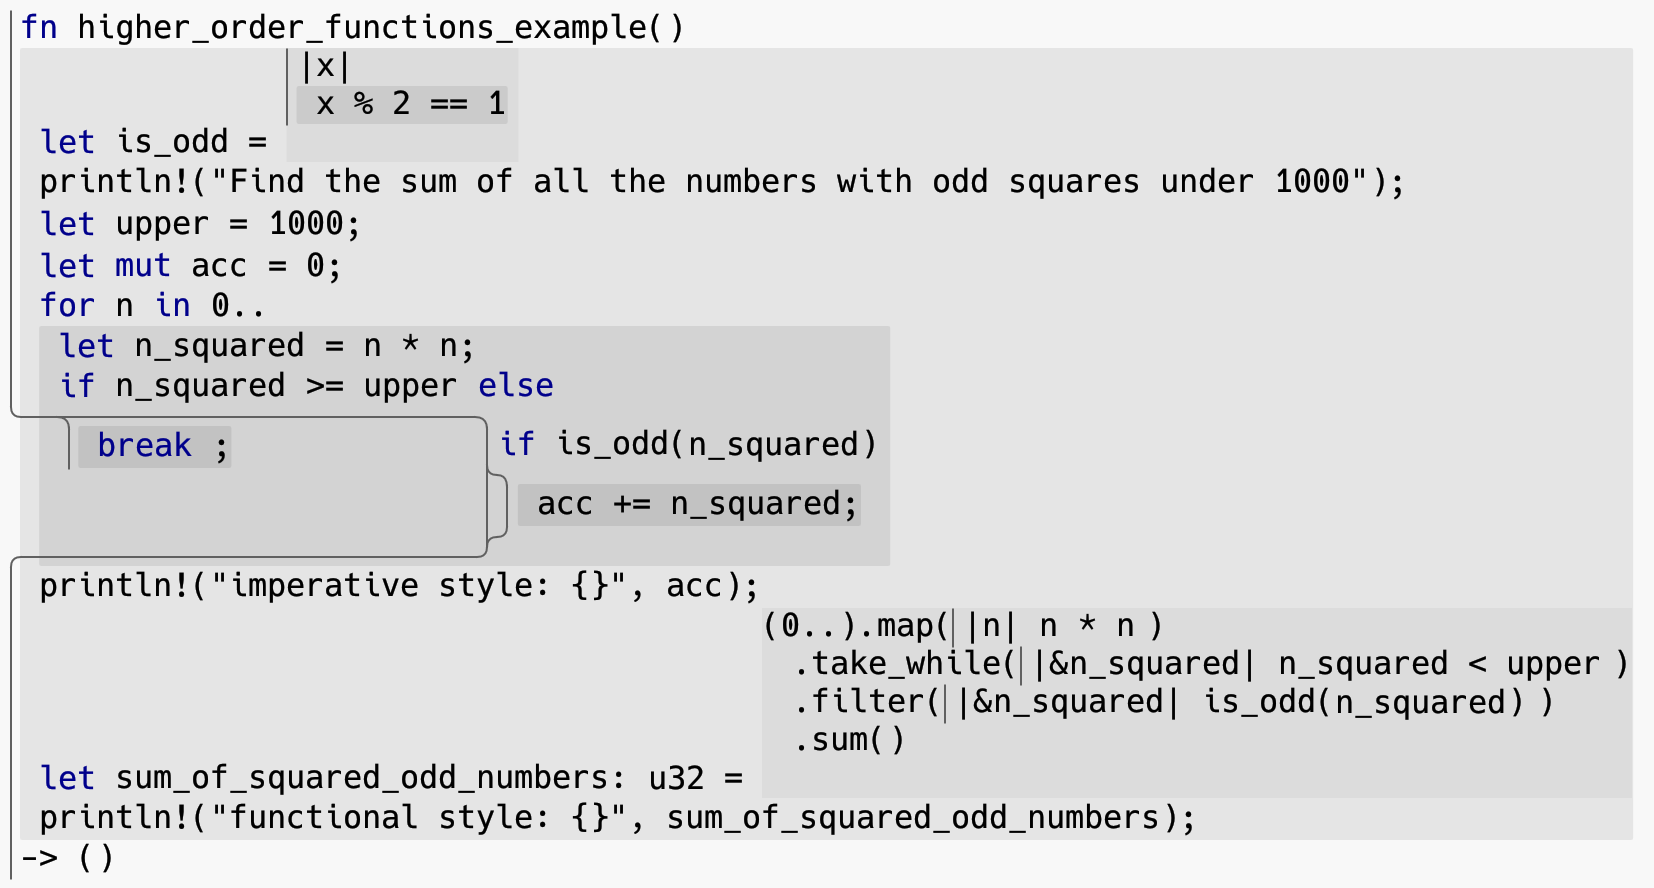 fn higher_order_functions_example()
|x|
x % 2 == 1
let is_odd =
println!("Find the sum of all the numbers with odd squares under 1000");
let upper = 1000;
let mut acc = 0;
for n in 0..
let n_squared = n * n;
if n_squared >= upper else
break ;
if is_odd(n_squared)
acc += n_squared;
println!("imperative style: {}", acc);
(0..).map( |n| n * n )
.take_while( |&n_squared| n_squared < upper )
.filter( |&n_squared| is_odd(n_squared) )
.sum()
let sum_of_squared_odd_numbers: u32 =
println!("functional style: {}", sum_of_squared_odd_numbers);
-> ()